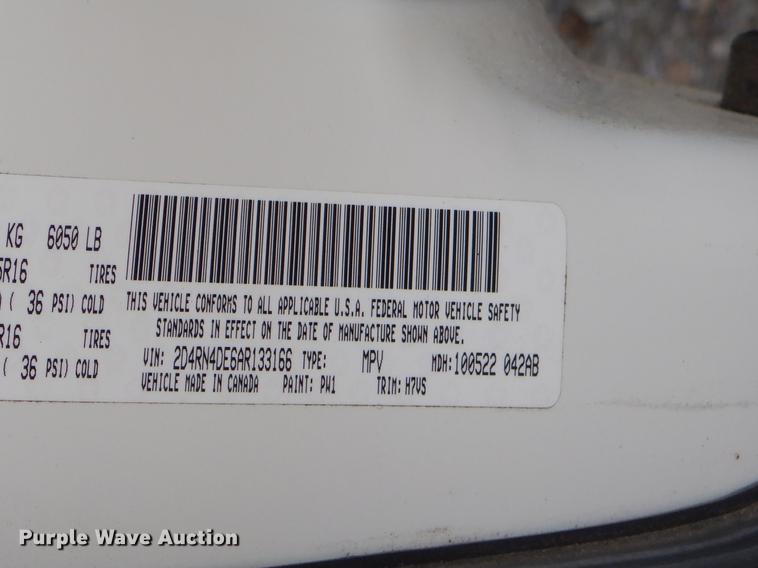 KG 6050 LB
R16 TIRES
THIS VEHICLE CONFORMS TO ALL APPLICABLE U.S.A. FEDERAL MOTOR VEHICLE SAFETY
( 36 PSI) COLD
STANDARDS IN EFFECT ON THE DATE OF MANUFACTURE SHOWN ABOVE.
R16 TIRES
VIN: 2D4RN4DE6AR133166 TYPE: MPV MDH: 100522 042AB
( 36 PSI) COLD
VEHICLE MADE IN CANADA PAINT: PW1 TRIM: H7VS
Purple Wave Auction